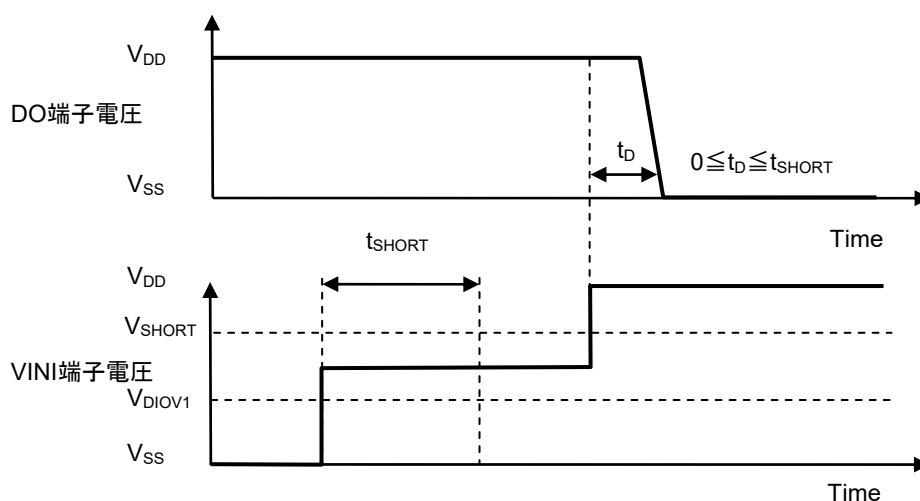 VDD
DO端子電圧
tD
0≦tD≦tSHORT
VSS
Time
tSHORT
VDD
VSHORT
VINI端子電圧
VDIOV1
VSS
Time